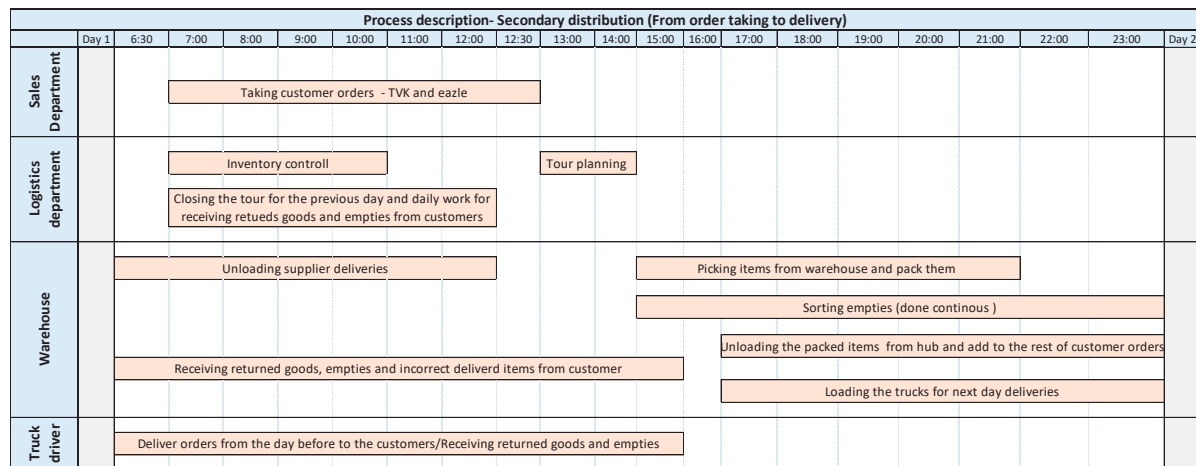 Process description- Secondary distribution (From order taking to delivery)
Day 1 6:30 7:00 8:00 9:00 10:00 11:00 12:00 12:30 13:00 14:00 15:00 16:00 17:00 18:00 19:00 20:00 21:00 22:00 23:00 Day 2
Sales
Department
Taking customer orders - TVK and eazle
Logistics
department
Inventory controll
Tour planning
Closing the tour for the previous day and daily work for
receiving retueds goods and empties from customers
Warehouse
Unloading supplier deliveries
Picking items from warehouse and pack them
Sorting empties (done continous )
Unloading the packed items from hub and add to the rest of customer orders
Receiving returned goods, empties and incorrect deliverd items from customer
Loading the trucks for next day deliveries
Truck
driver
Deliver orders from the day before to the customers/Receiving returned goods and empties